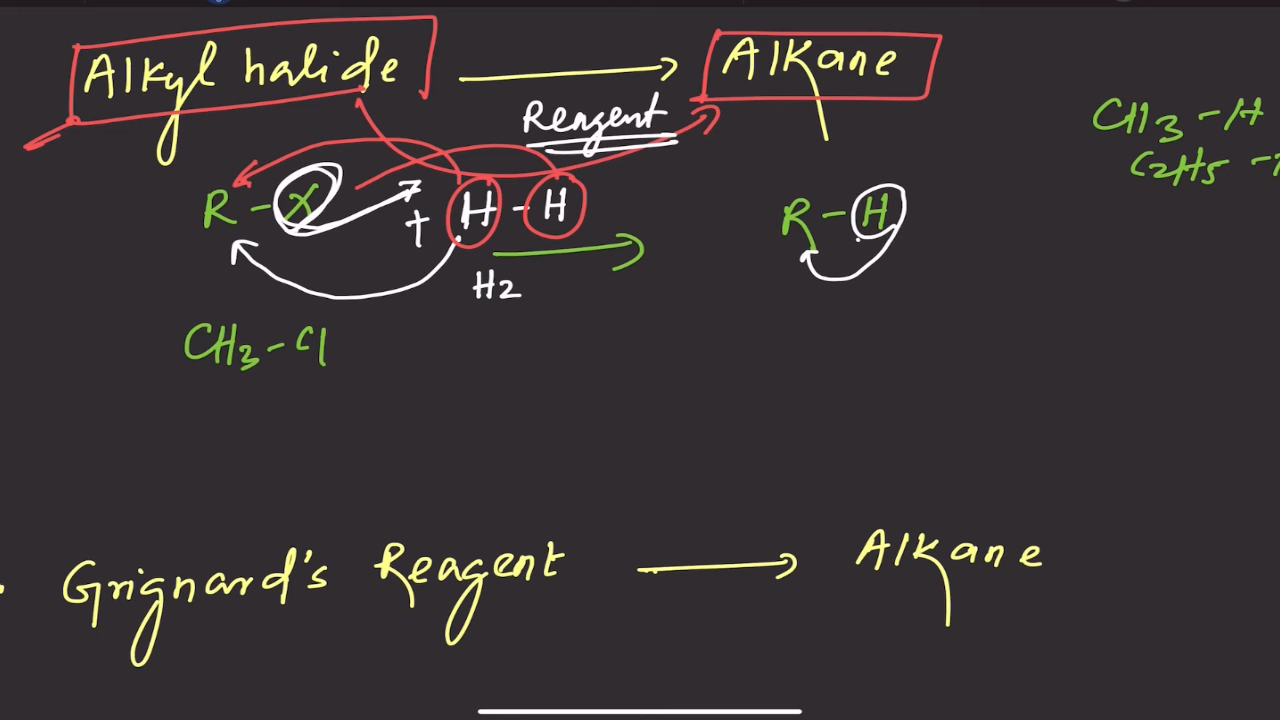 Alkyl halide → Alkane
Reagent
CH3-H
C2H5-
R-X + H-H → R-H
H2
CH3-Cl
Grignard's Reagent → Alkane